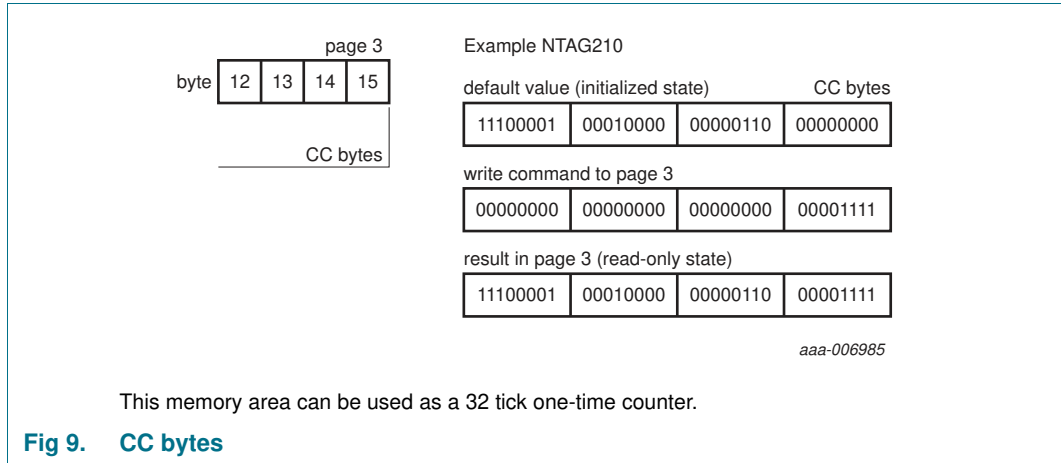 page 3
byte 12 13 14 15
CC bytes
Example NTAG210
default value (initialized state) CC bytes
11100001 00010000 00000110 00000000
write command to page 3
00000000 00000000 00000000 00001111
result in page 3 (read-only state)
11100001 00010000 00000110 00001111
aaa-006985
This memory area can be used as a 32 tick one-time counter.
Fig 9. CC bytes